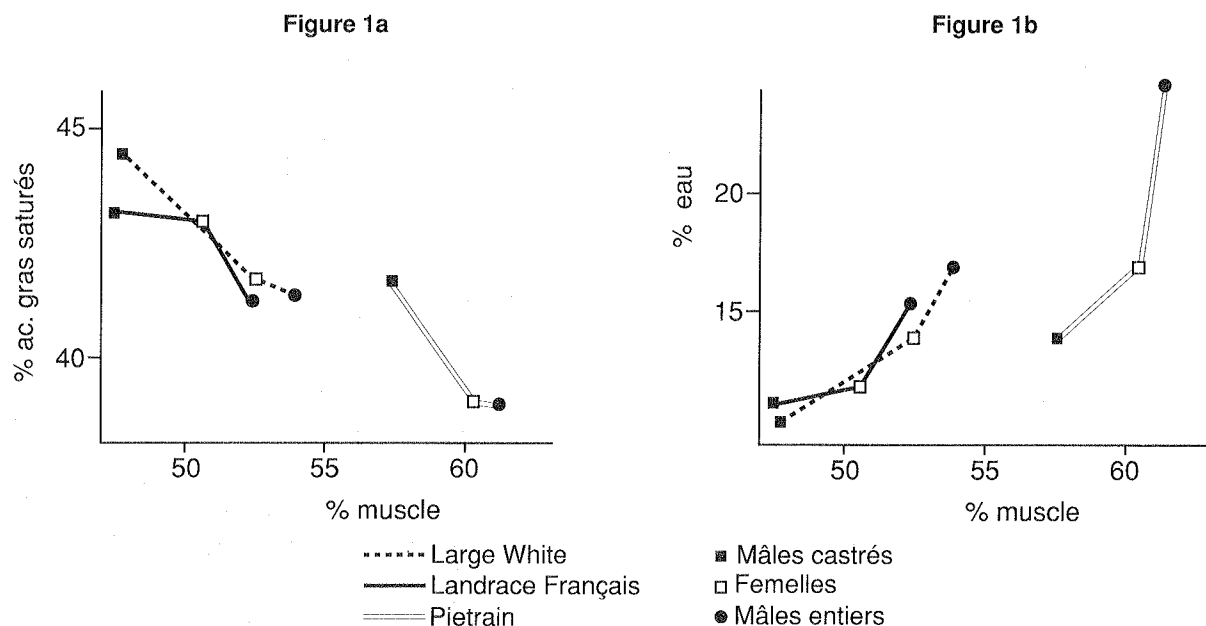 Figure 1a
Figure 1b
45
40
% ac. gras saturés
50 55 60
% muscle
20
15
% eau
50 55 60
% muscle
Large White
Landrace Français
Pietrain
Mâles castrés
Femelles
Mâles entiers